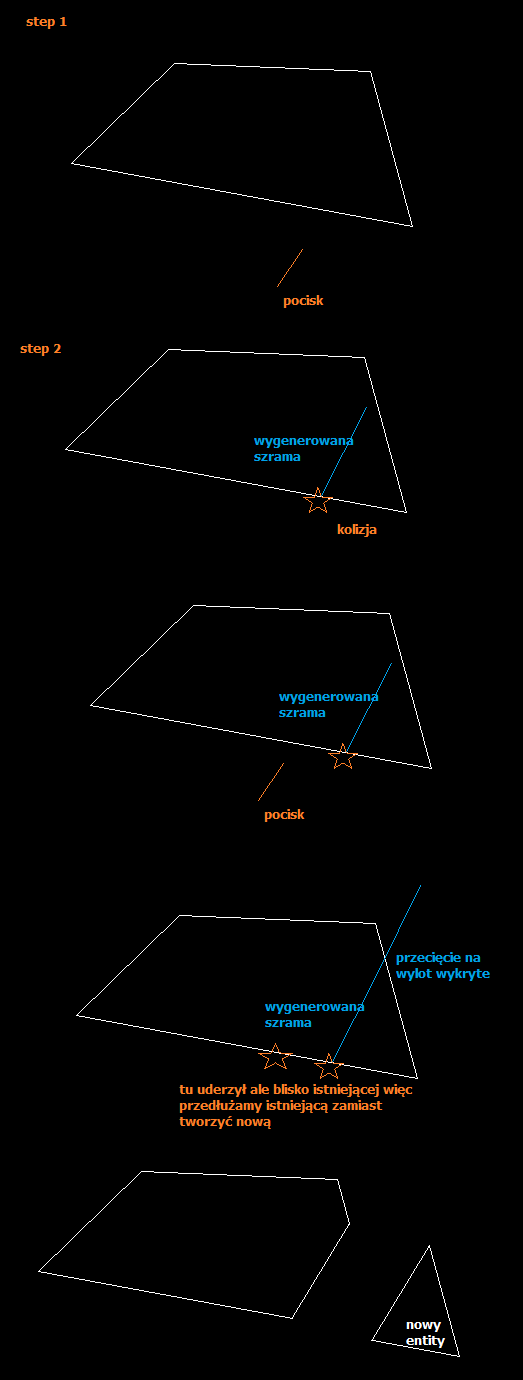 step 1
pocisk
step 2
wygenerowana
szrama
kolizja
wygenerowana
szrama
pocisk
przecięcie na
wylot wykryte
wygenerowana
szrama
tu uderzył ale blisko istniejącej więc
przedłużamy istniejącą zamiast
tworzyć nową
nowy
entity